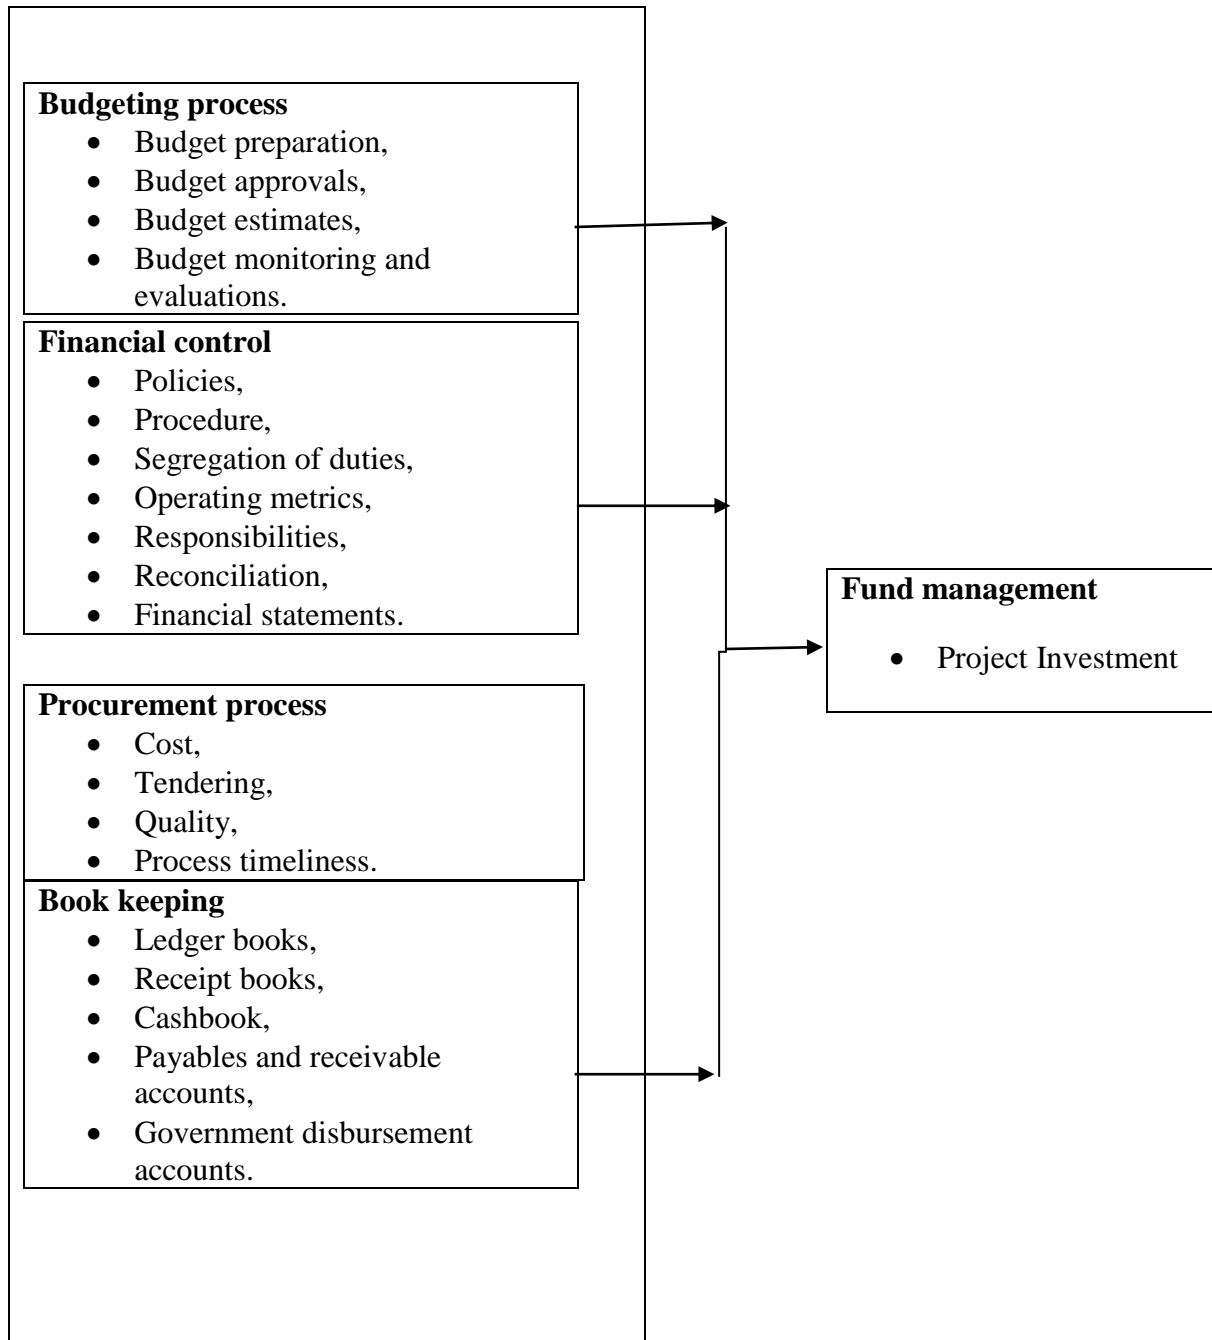 Budgeting process
• Budget preparation,
• Budget approvals,
• Budget estimates,
• Budget monitoring and
evaluations.
Financial control
• Policies,
• Procedure,
• Segregation of duties,
• Operating metrics,
• Responsibilities,
• Reconciliation,
• Financial statements.
Procurement process
• Cost,
• Tendering,
• Quality,
• Process timeliness.
Book keeping
• Ledger books,
• Receipt books,
• Cashbook,
• Payables and receivable
accounts,
• Government disbursement
accounts.
Fund management
• Project Investment